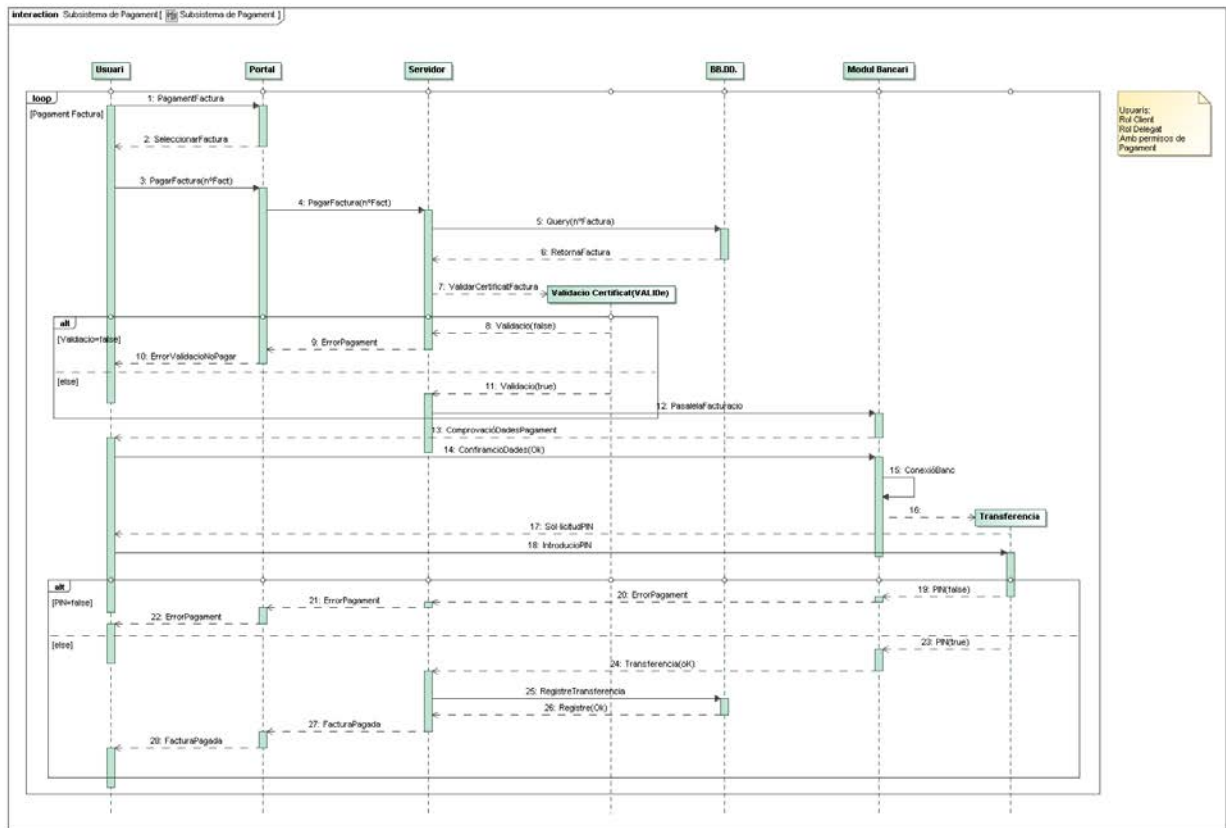 interaction Subsistema de Pagament [ Subsistema de Pagament ]
Usuari
Portal
Servidor
BB.DD.
Modul Bancari
loop
[Pagament Factura]
Usuaris:
Rol Client
Rol Delegat
Amb permisos de
Pagament
1: PagamentFactura
2: SeleccionarFactura
3: PagarFactura(nºFact)
4: PagarFactura(nºFact)
5: Query(nºFactura)
6: RetornaFactura
7: ValidarCertificatFactura
Validacio Certificat(VALIDe)
alt
[Validacio=false]
8: Validacio(false)
9: ErrorPagament
10: ErrorValidacioNoPagar
[else]
11: Validacio(true)
12: PasalelaFacturacio
13: ComprovacióDadesPagament
14: ConfiramcioDades(Ok)
15: ConexióBanc
16:
Transferencia
17: Sol·licitudPIN
18: IntroducioPIN
alt
[PIN=false]
19: PIN(false)
20: ErrorPagament
21: ErrorPagament
22: ErrorPagament
[else]
23: PIN(true)
24: Transferencia(oK)
25: RegistreTransferencia
26: Registre(Ok)
27: FacturaPagada
28: FacturaPagada